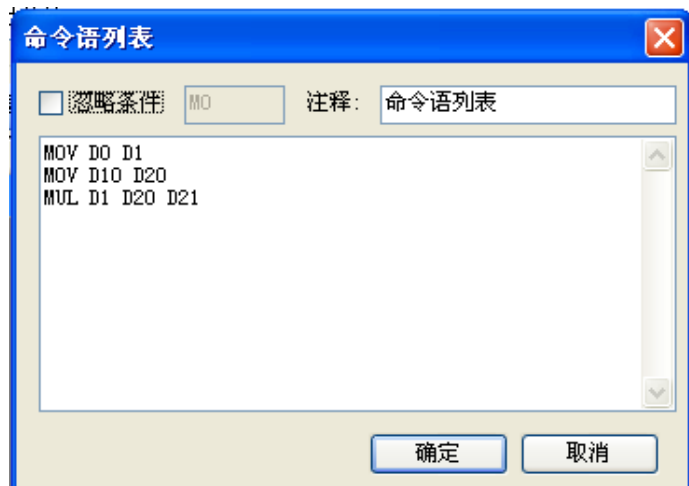 命令语列表
忽略条件 M0 注释: 命令语列表
MOV D0 D1
MOV D10 D20
MUL D1 D20 D21
确定 取消